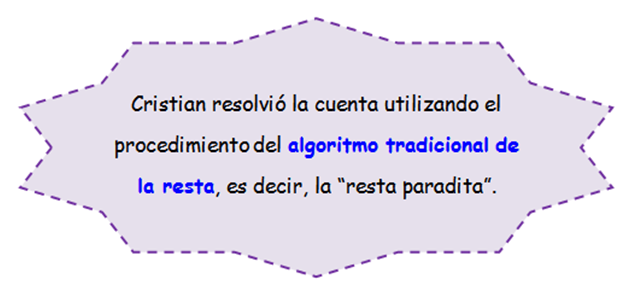 Cristian resolvió la cuenta utilizando el
procedimiento del algoritmo tradicional de
la resta, es decir, la “resta paradita”.